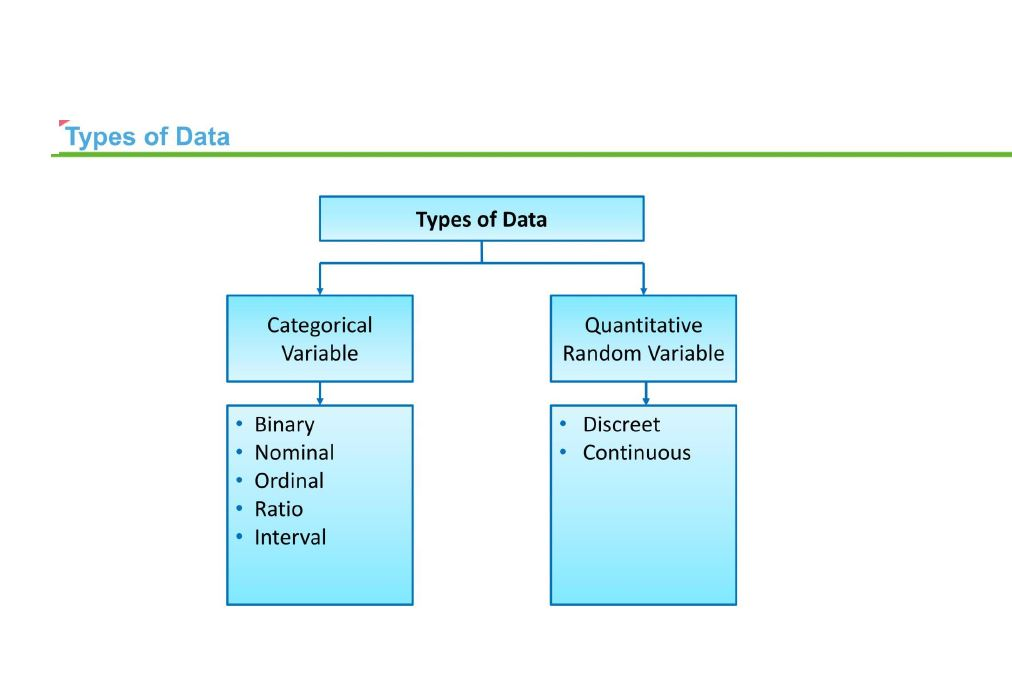 Types of Data
Types of Data
Categorical
Variable
Quantitative
Random Variable
• Binary
• Nominal
• Ordinal
• Ratio
• Interval
• Discreet
• Continuous